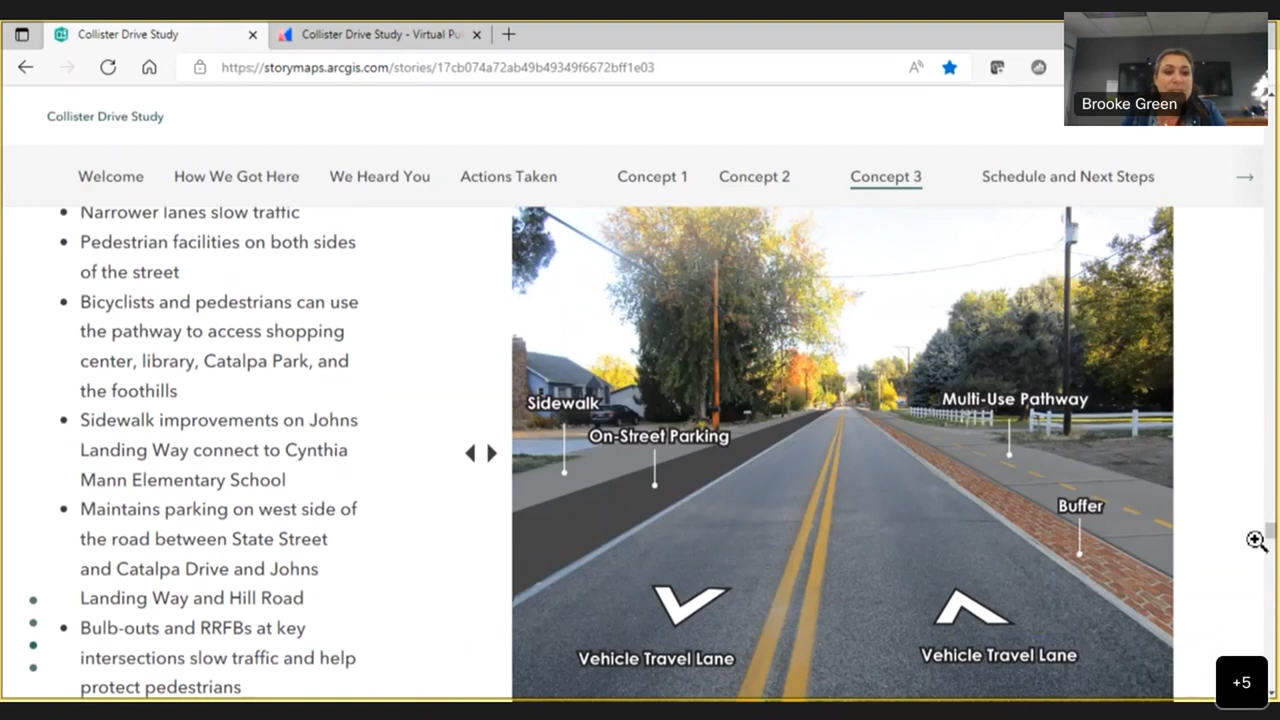 Collister Drive Study
Collister Drive Study - Virtual Pu
https://storymaps.arcgis.com/stories/17cb074a72ab49b49349f6672bff1e03
Brooke Green
Collister Drive Study
Welcome
How We Got Here
We Heard You
Actions Taken
Concept 1
Concept 2
Concept 3
Schedule and Next Steps
Narrower lanes slow traffic
Pedestrian facilities on both sides
of the street
Bicyclists and pedestrians can use
the pathway to access shopping
center, library, Catalpa Park, and
the foothills
Sidewalk improvements on Johns
Landing Way connect to Cynthia
Mann Elementary School
Maintains parking on west side of
the road between State Street
and Catalpa Drive and Johns
Landing Way and Hill Road
Bulb-outs and RRFBs at key
intersections slow traffic and help
protect pedestrians
Sidewalk
On-Street Parking
Multi-Use Pathway
Buffer
Vehicle Travel Lane
Vehicle Travel Lane
+5